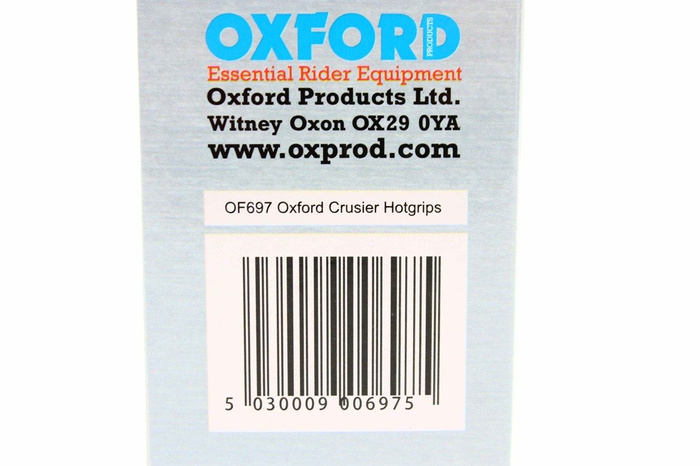 OXFORD PRODUCTS
Essential Rider Equipment
Oxford Products Ltd.
Witney Oxon OX29 0YA
www.oxprod.com
OF697 Oxford Crusier Hotgrips
5 030009 006975